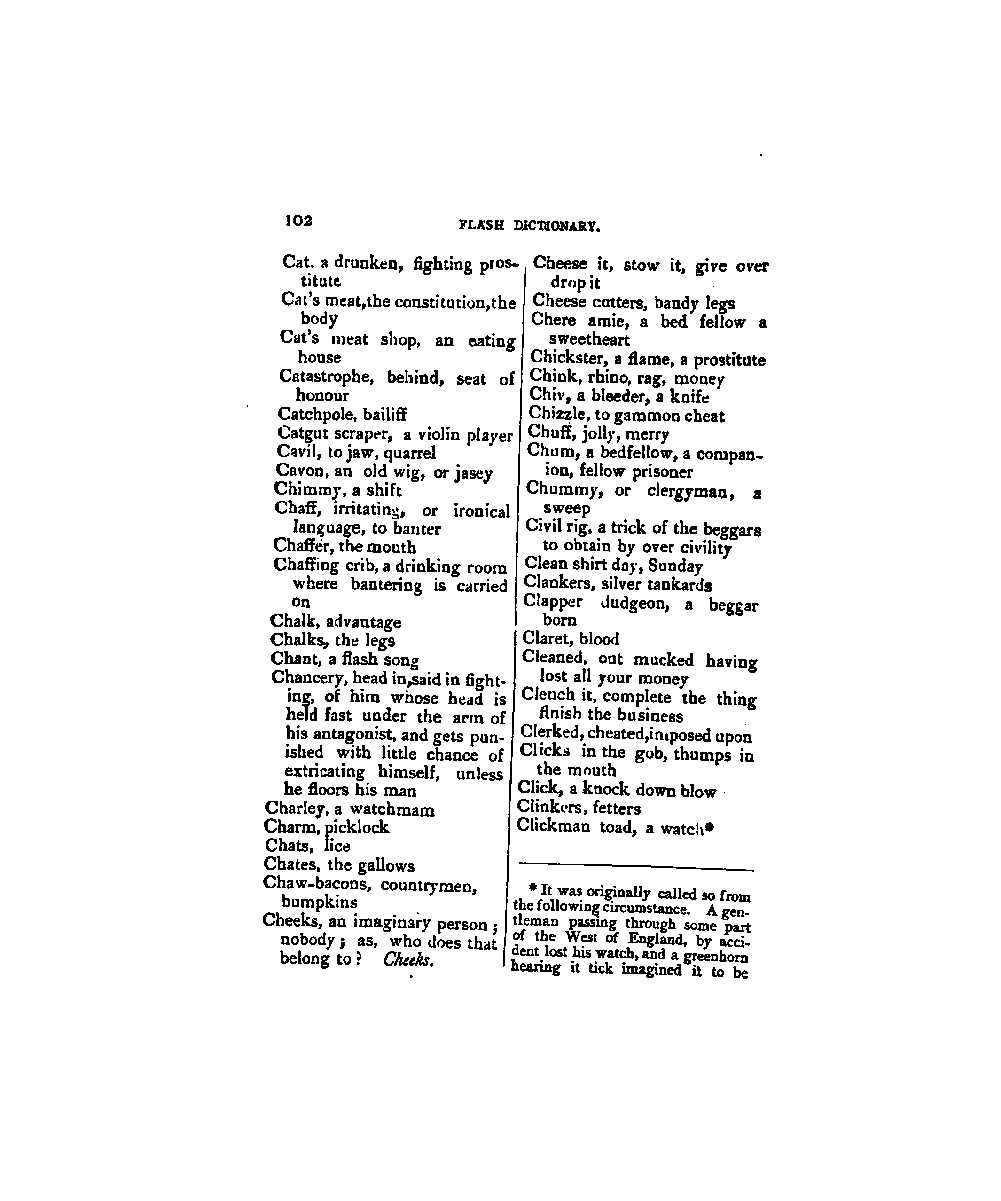 102
FLASH DICTIONARY.
Cat. a drunken, fighting pros-
titute
Cat's meat,the constitution,the
body
Cat's meat shop, an eating
house
Catastrophe, behind, seat of
honour
Catchpole, bailiff
Catgut scraper, a violin player
Cavil, to jaw, quarrel
Cavon, an old wig, or jasey
Chimmy, a shift
Chaff, irritating, or ironical
language, to banter
Chaffer, the mouth
Chaffing crib, a drinking room
where bantering is carried
on
Chalk, advantage
Chalks, the legs
Chant, a flash song
Chancery, head in,said in fight-
ing, of him whose head is
held fast under the arm of
his antagonist, and gets pun-
ished with little chance of
extricating himself, unless
he floors his man
Charley, a watchmam
Charm, picklock
Chats, lice
Chates, the gallows
Chaw-bacons, countrymen,
bumpkins
Cheeks, an imaginary person ;
nobody ; as, who does that
belong to ? Cheeks.
Cheese it, stow it, give over
drop it
Cheese cutters, bandy legs
Chere amie, a bed fellow a
sweetheart
Chickster, a flame, a prostitute
Chink, rhino, rag, money
Chiv, a bleeder, a knife
Chizzle, to gammon cheat
Chuff, jolly, merry
Chum, a bedfellow, a compan-
ion, fellow prisoner
Chummy, or clergyman, a
sweep
Civil rig, a trick of the beggars
to obtain by over civility
Clean shirt day, Sunday
Clankers, silver tankards
Clapper dudgeon, a beggar
born
Claret, blood
Cleaned, out mucked having
lost all your money
Clench it, complete the thing
finish the business
Clerked, cheated,imposed upon
Clicks in the gob, thumps in
the mouth
Click, a knock down blow
Clinkers, fetters
Clickman toad, a watch*
* It was originally called so from
the following circumstance. A gen-
tleman passing through some part
of the West of England, by acci-
dent lost his watch, and a greenhorn
hearing it tick imagined it to be